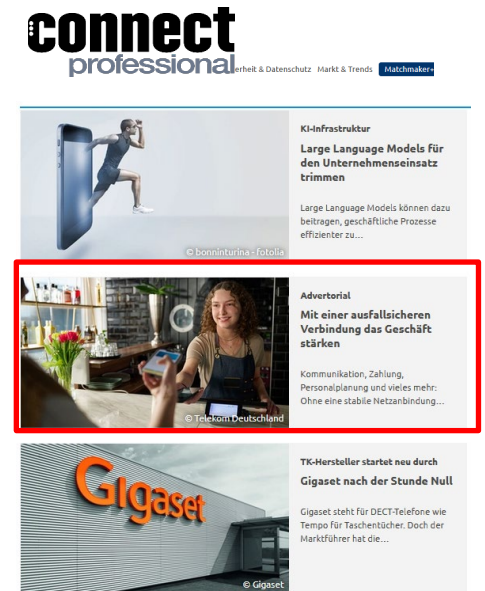 connect
professional
erheit & Datenschutz Markt & Trends Matchmaker+
KI-Infrastruktur
Large Language Models für
den Unternehmenseinsatz
trimmen
Large Language Models können dazu
beitragen, geschäftliche Prozesse
effizienter zu…
© bonninturina - fotolia
Advertorial
Mit einer ausfallsicheren
Verbindung das Geschäft
stärken
Kommunikation, Zahlung,
Personalplanung und vieles mehr:
Ohne eine stabile Netzanbindung…
© Telekom Deutschland
TK-Hersteller startet neu durch
Gigaset nach der Stunde Null
Gigaset steht für DECT-Telefone wie
Tempo für Taschentücher. Doch der
Marktführer hat die…
Gigaset
© Gigaset